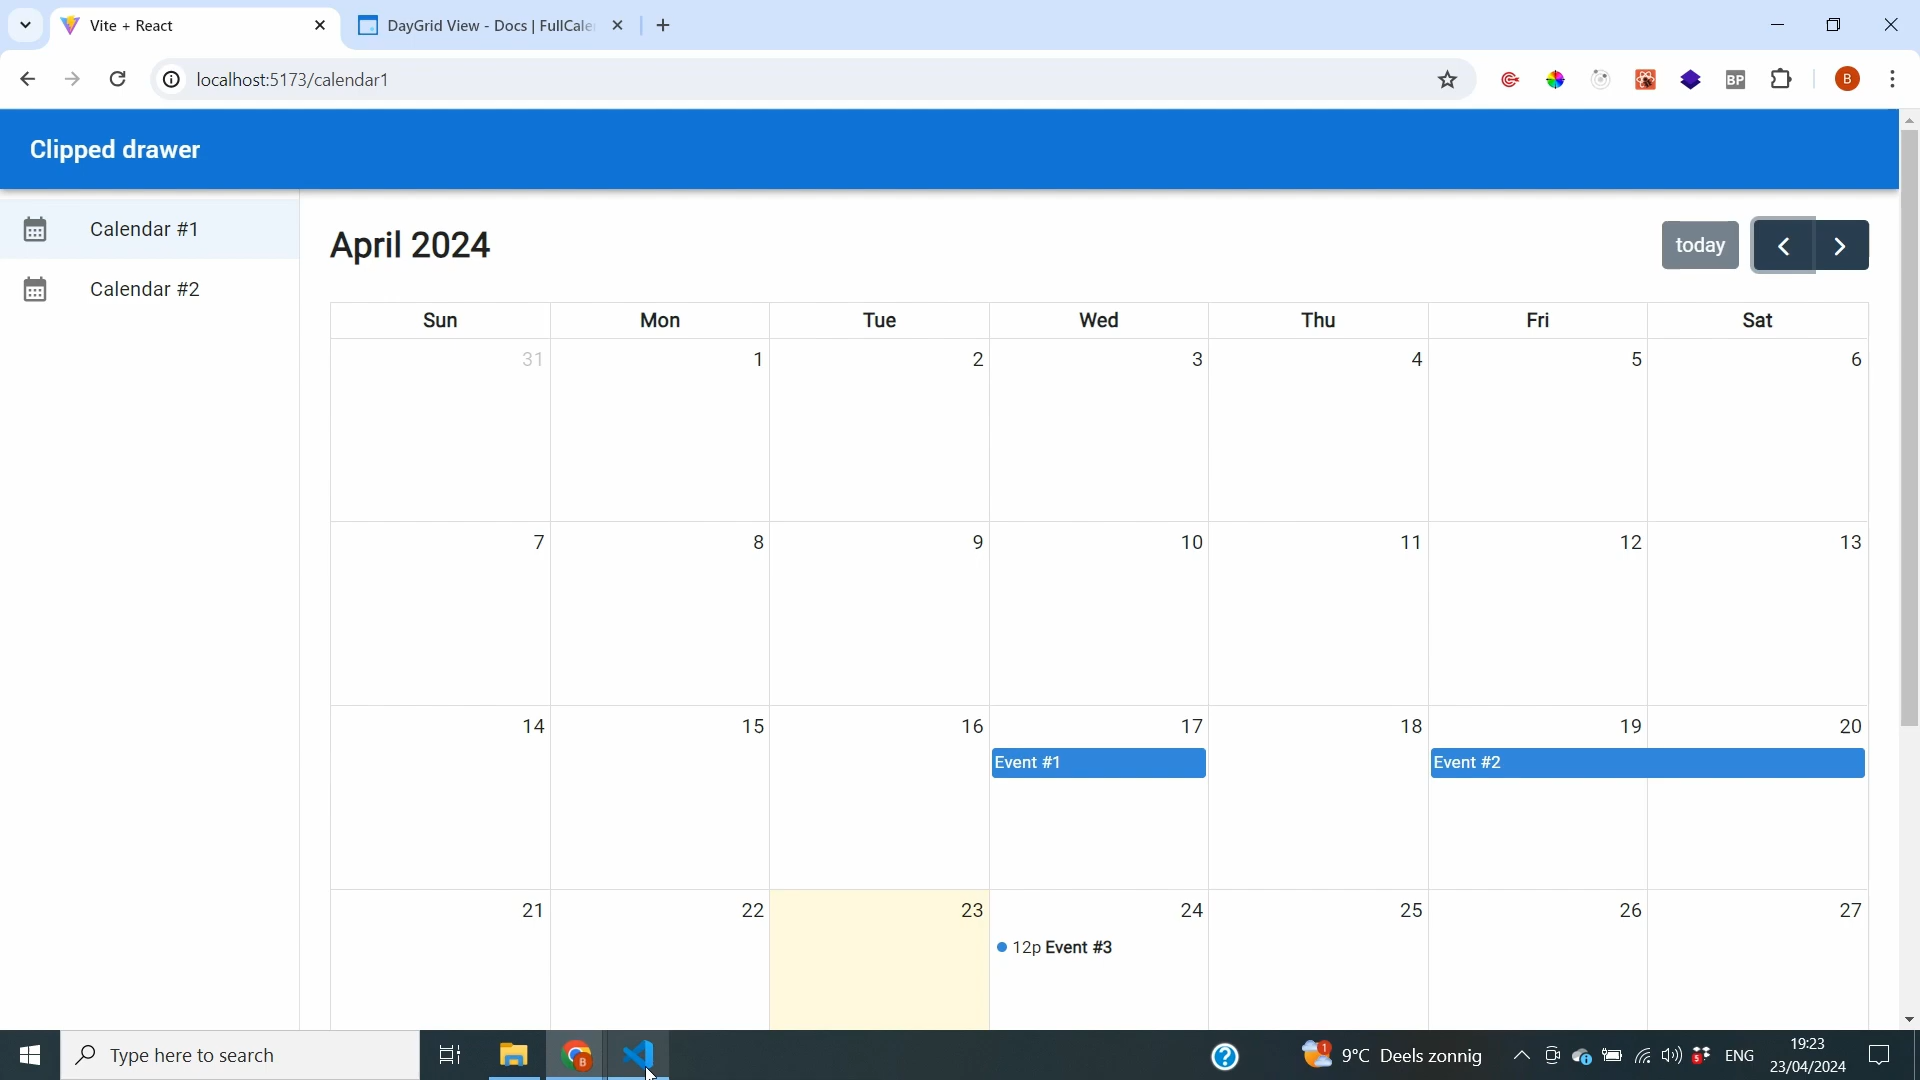 Vite + React
DayGrid View - Docs | FullCale
localhost:5173/calendar1
BP
B
Clipped drawer
Calendar #1
Calendar #2
April 2024
today
Sun Mon Tue Wed Thu Fri Sat
31 1 2 3 4 5 6
7 8 9 10 11 12 13
14 15 16 17 18 19 20
Event #1 Event #2
21 22 23 24 25 26 27
12p Event #3
Type here to search
B
1
9°C Deels zonnig
5
ENG
19:23
23/04/2024